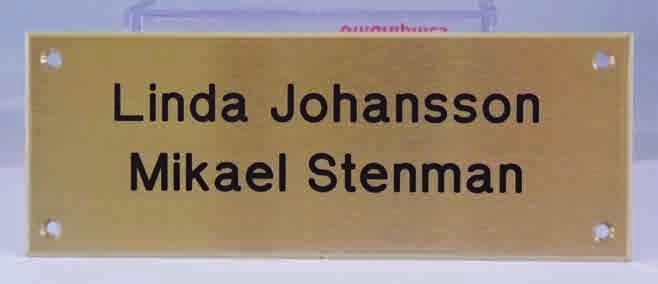 Linda Johansson
Mikael Stenman